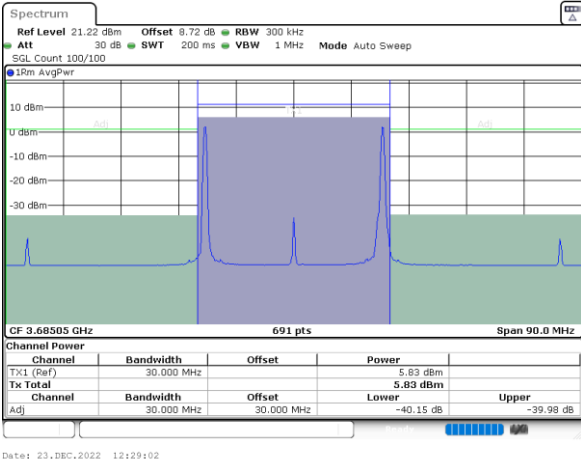 Spectrum
Ref Level 21.22 dBm Offset 8.72 dB RBW 300 kHz
Att 30 dB SWT 200 ms VBW 1 MHz Mode Auto Sweep
SGL Count 100/100
1Rm AvgPwr
10 dBm
Adj Adj
0 dBm
-10 dBm
-20 dBm
-30 dBm
CF 3.68505 GHz 691 pts Span 90.0 MHz
Channel Power
Channel Bandwidth Offset Power
TX1 (Ref) 30.000 MHz 5.83 dBm
Tx Total 5.83 dBm
Channel Bandwidth Offset Lower Upper
Adj 30.000 MHz 30.000 MHz -40.15 dB -39.98 dB
Ready
Date: 23.DEC.2022 12:29:02